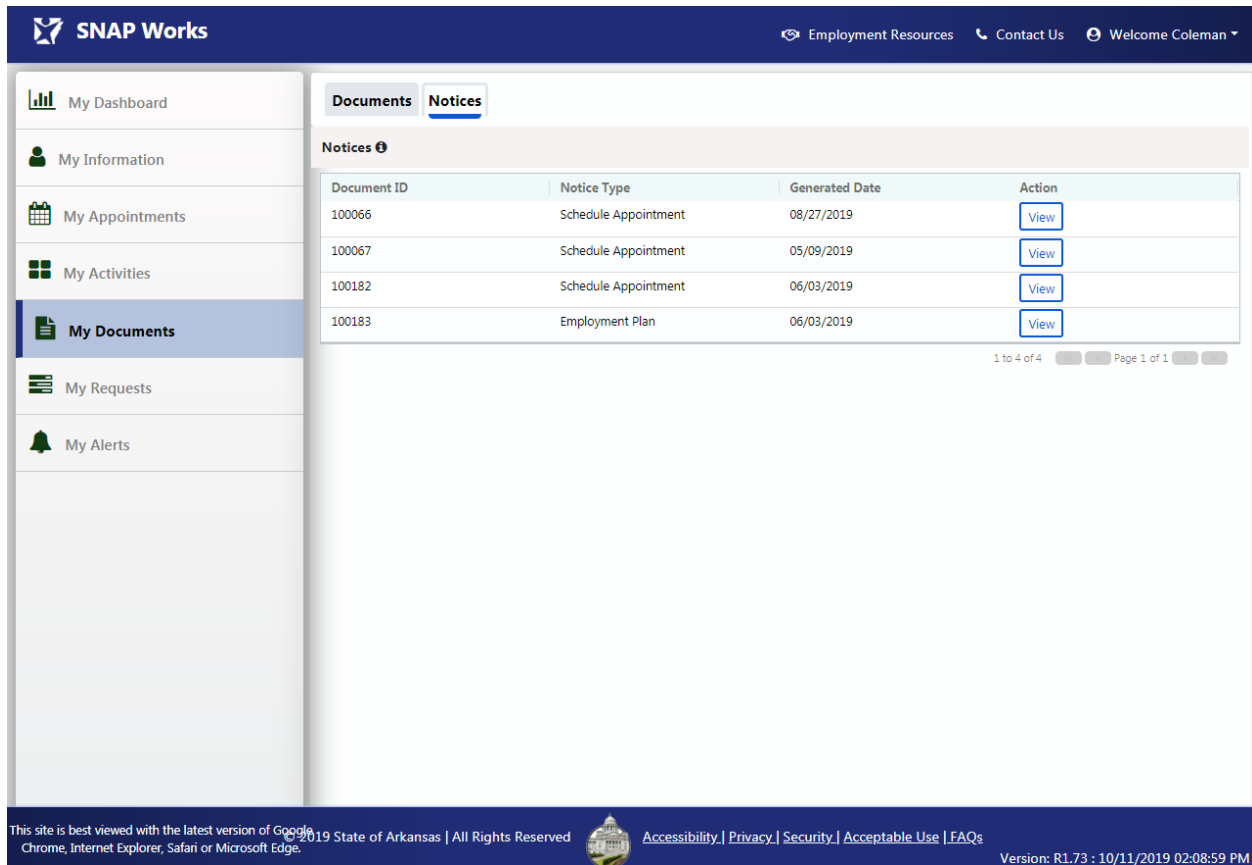 SNAP Works
Employment Resources Contact Us Welcome Coleman
My Dashboard
My Information
My Appointments
My Activities
My Documents
My Requests
My Alerts
Documents Notices
Notices
Document ID Notice Type Generated Date Action
100066 Schedule Appointment 08/27/2019 View
100067 Schedule Appointment 05/09/2019 View
100182 Schedule Appointment 06/03/2019 View
100183 Employment Plan 06/03/2019 View
1 to 4 of 4 Page 1 of 1
This site is best viewed with the latest version of Google
Chrome, Internet Explorer, Safari or Microsoft Edge.
© 2019 State of Arkansas | All Rights Reserved
Accessibility | Privacy | Security | Acceptable Use | FAQs
Version: R1.73 : 10/11/2019 02:08:59 PM